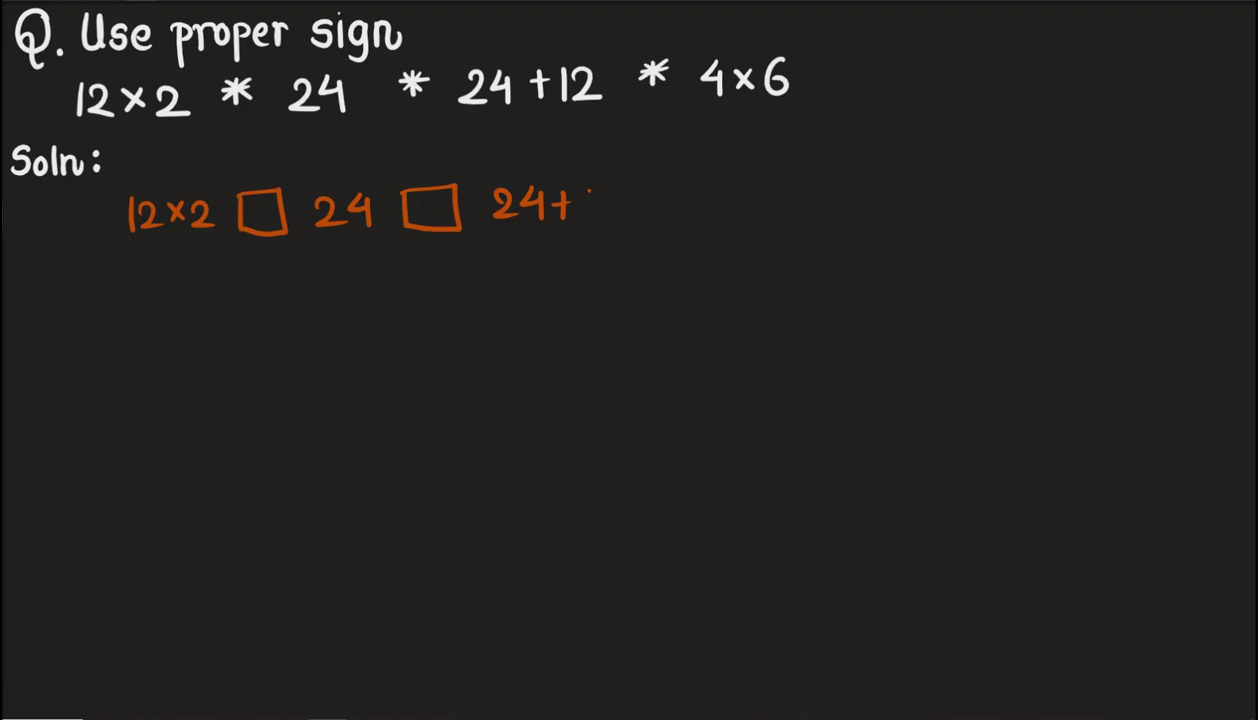 Q. Use proper sign
12×2 * 24 * 24+12 * 4×6
Soln:
12×2 □ 24 □ 24+